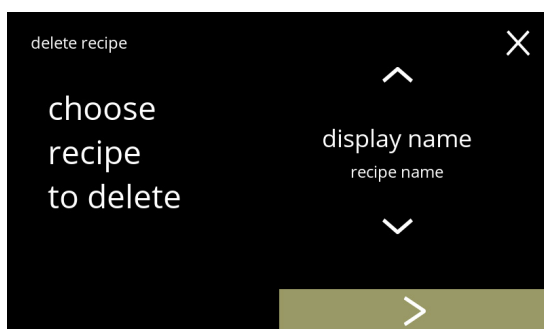 delete recipe
choose
recipe
to delete
display name
recipe name